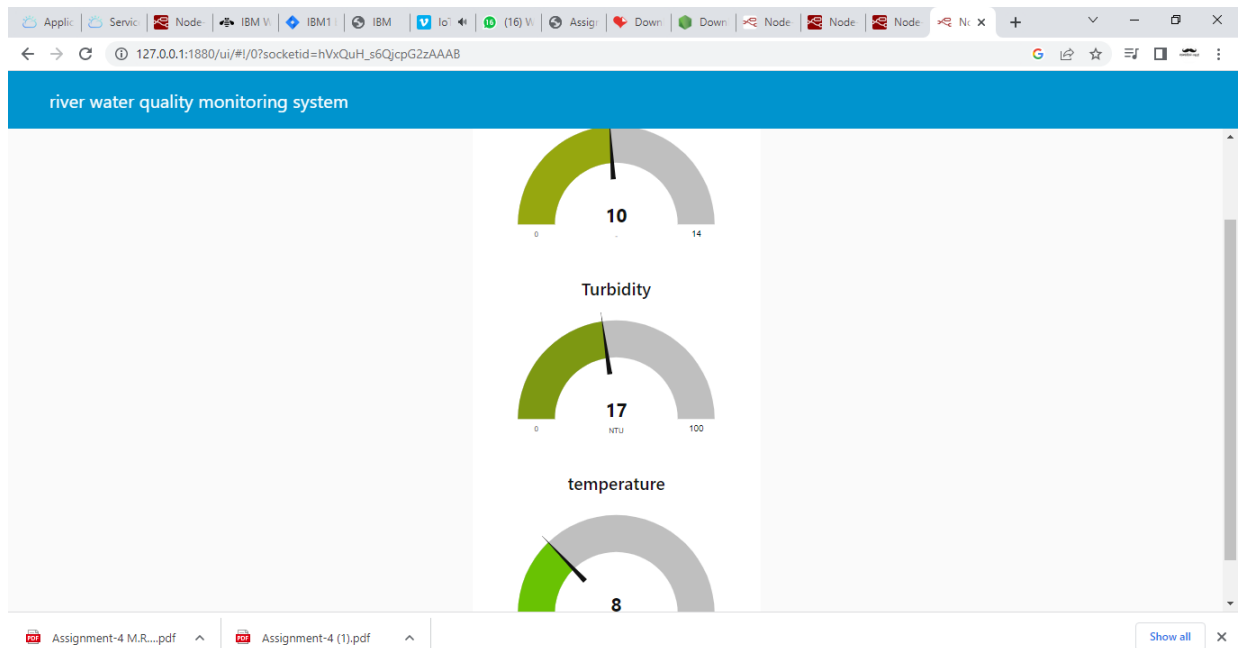 Applic
Servic
Node-
IBM W
IBM1
IBM
IoT
(16) W
Assigr
Down
Down
Node
Node
Node
No
127.0.0.1:1880/ui/#!/0?socketid=hVxQuH_s6QjcpG2zAAAB
river water quality monitoring system
10
0
14
Turbidity
17
0
NTU
100
temperature
8
Assignment-4 M.R....pdf
Assignment-4 (1).pdf
Show all